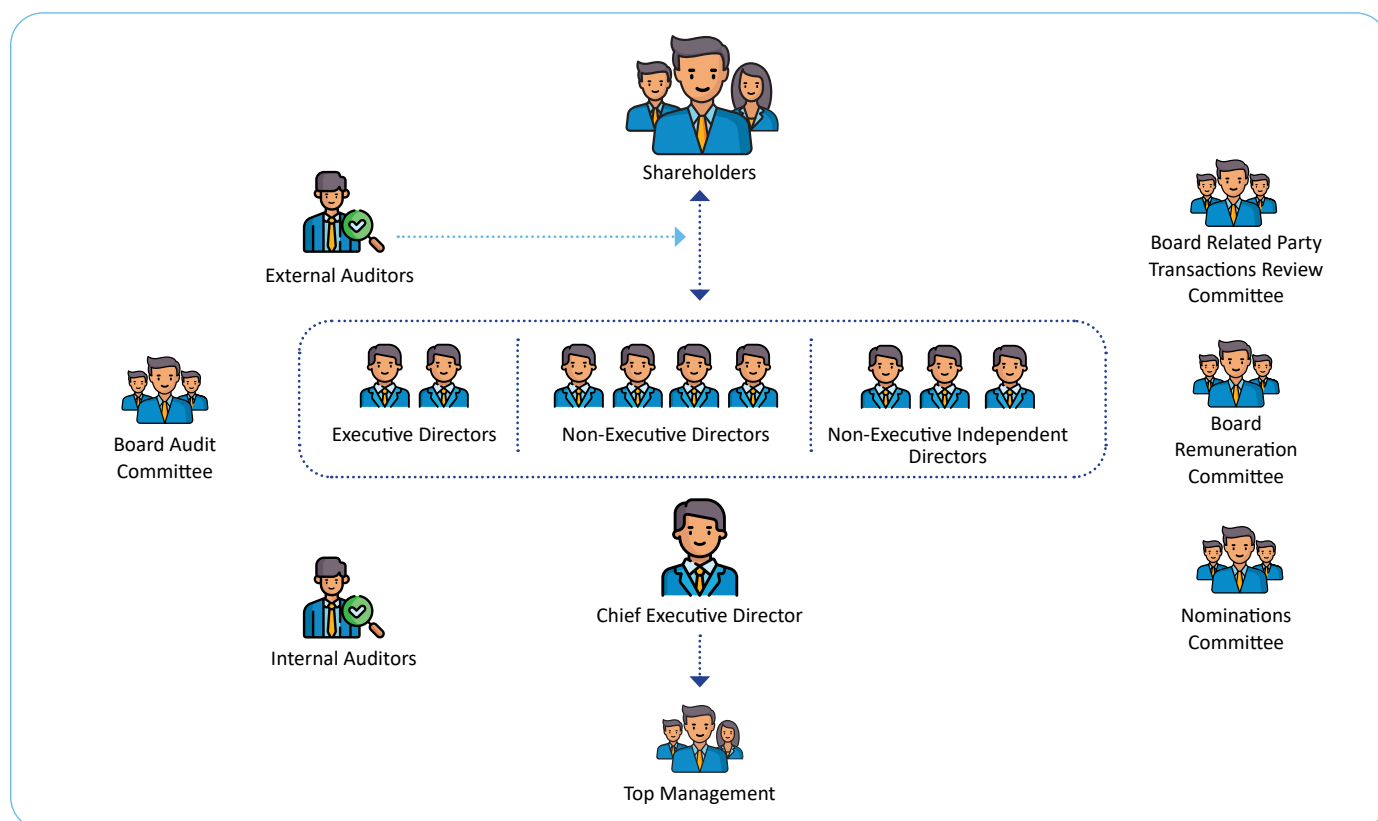 Shareholders
External Auditors
Board Related Party
Transactions Review
Committee
Executive Directors
Non-Executive Directors
Non-Executive Independent
Directors
Board Audit
Committee
Board
Remuneration
Committee
Chief Executive Director
Internal Auditors
Nominations
Committee
Top Management